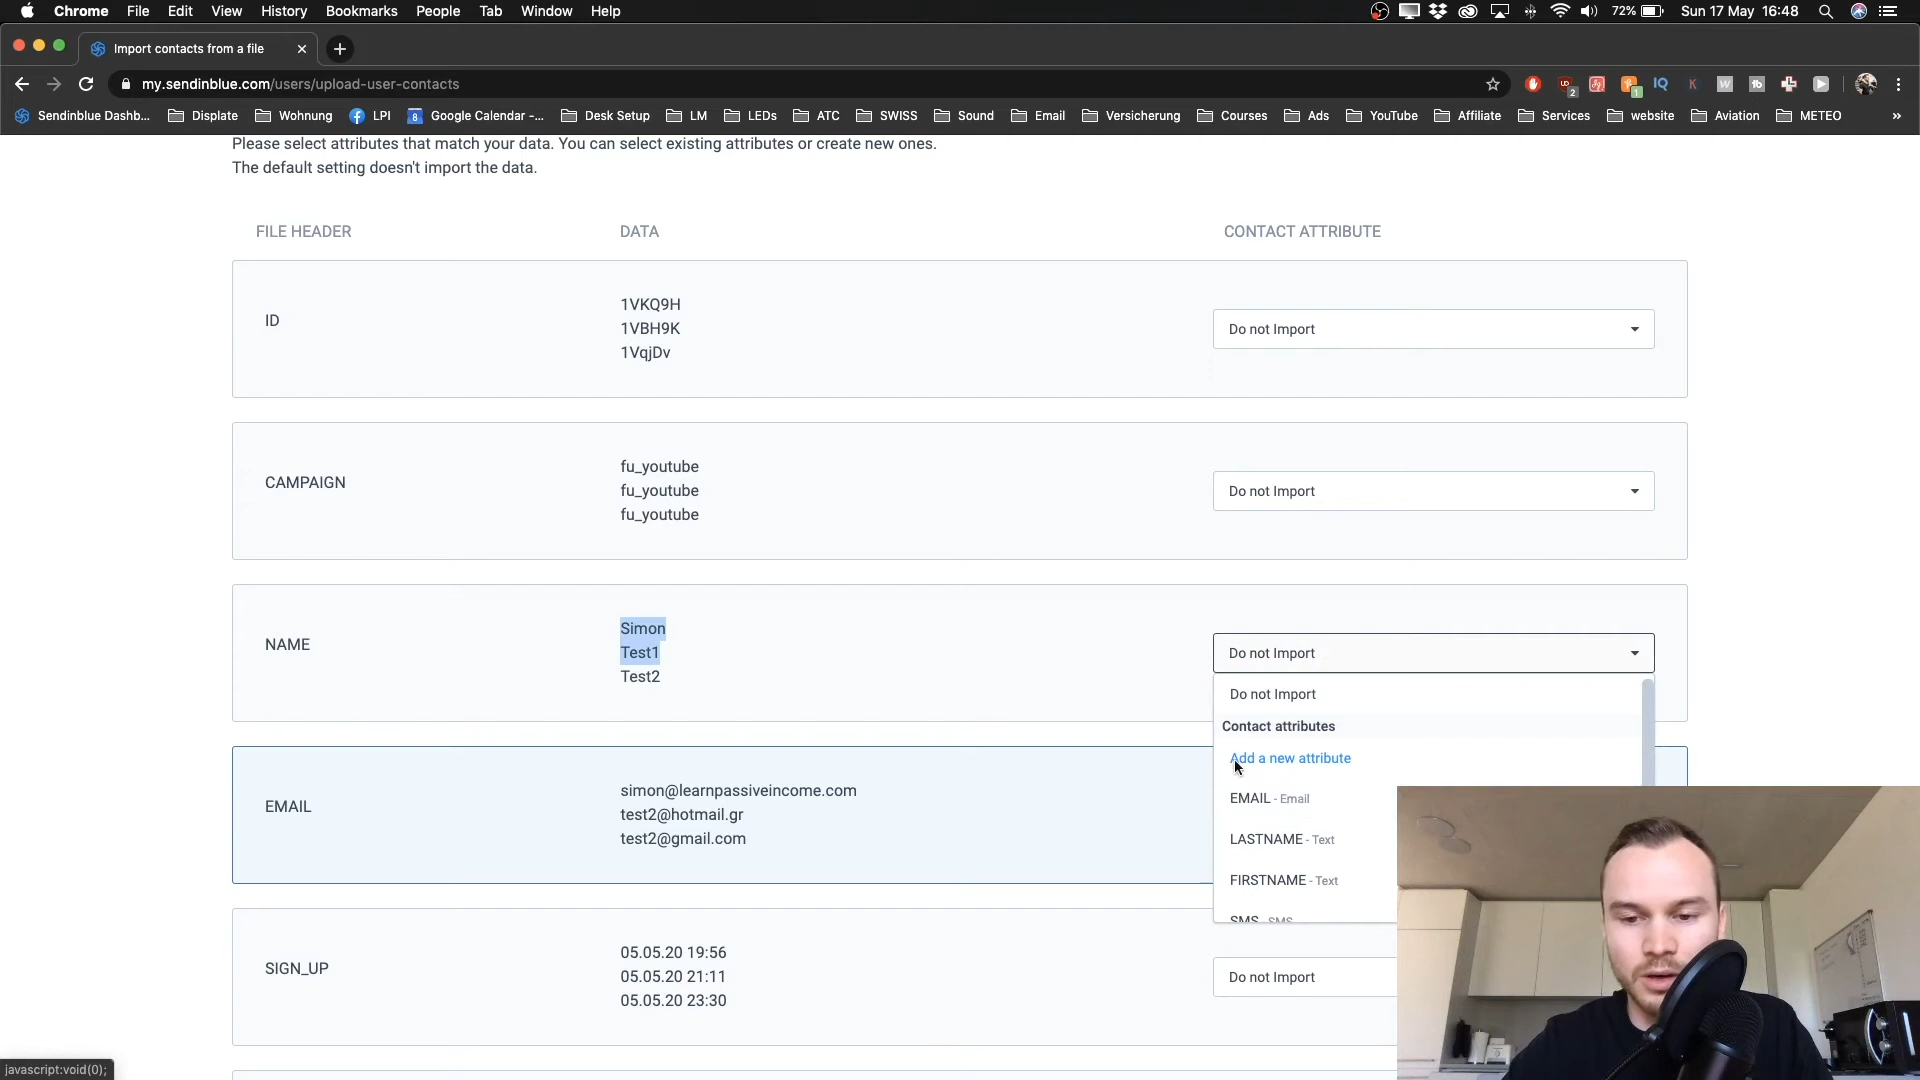 Chrome File Edit View History Bookmarks People Tab Window Help 72% Sun 17 May 16:48
Import contacts from a file
my.sendinblue.com/users/upload-user-contacts
Sendinblue Dashb... Displate Wohnung LPI Google Calendar -... Desk Setup LM LEDs ATC SWISS Sound Email Versicherung Courses Ads YouTube Affiliate Services website Aviation METEO »
Please select attributes that match your data. You can select existing attributes or create new ones.
The default setting doesn't import the data.
FILE HEADER DATA CONTACT ATTRIBUTE
ID
1VKQ9H
1VBH9K
1VqjDv
Do not Import
CAMPAIGN
fu_youtube
fu_youtube
fu_youtube
Do not Import
NAME
Simon
Test1
Test2
Do not Import
Do not Import
Contact attributes
Add a new attribute
EMAIL - Email
LASTNAME - Text
FIRSTNAME - Text
SMS - SMS
EMAIL
simon@learnpassiveincome.com
test2@hotmail.gr
test2@gmail.com
SIGN_UP
05.05.20 19:56
05.05.20 21:11
05.05.20 23:30
Do not Import
javascript:void(0);